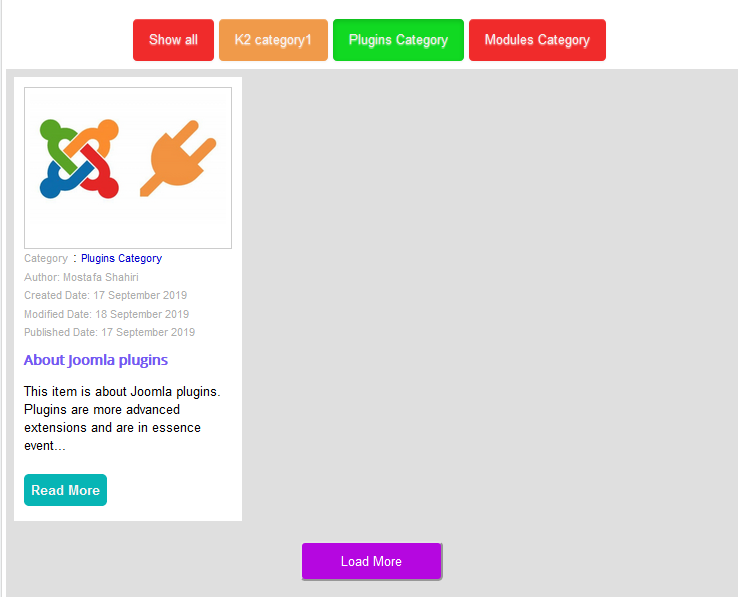 Show all
K2 category1
Plugins Category
Modules Category
Category : Plugins Category
Author: Mostafa Shahiri
Created Date: 17 September 2019
Modified Date: 18 September 2019
Published Date: 17 September 2019
About Joomla plugins
This item is about Joomla plugins.
Plugins are more advanced
extensions and are in essence
event...
Read More
Load More